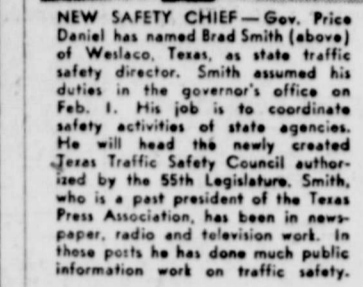 NEW SAFETY CHIEF — Gov. Price
Daniel has named Brad Smith (above)
of Weslaco, Texas, as state traffic
safety director. Smith assumed his
duties in the governor's office on
Feb. 1. His job is to coordinate
safety activities of state agencies.
He will head the newly created
Texas Traffic Safety Council author-
ized by the 55th Legislature. Smith,
who is a past president of the Texas
Press Association, has been in news-
paper, radio and television work. In
these posts he has done much public
information work on traffic safety.